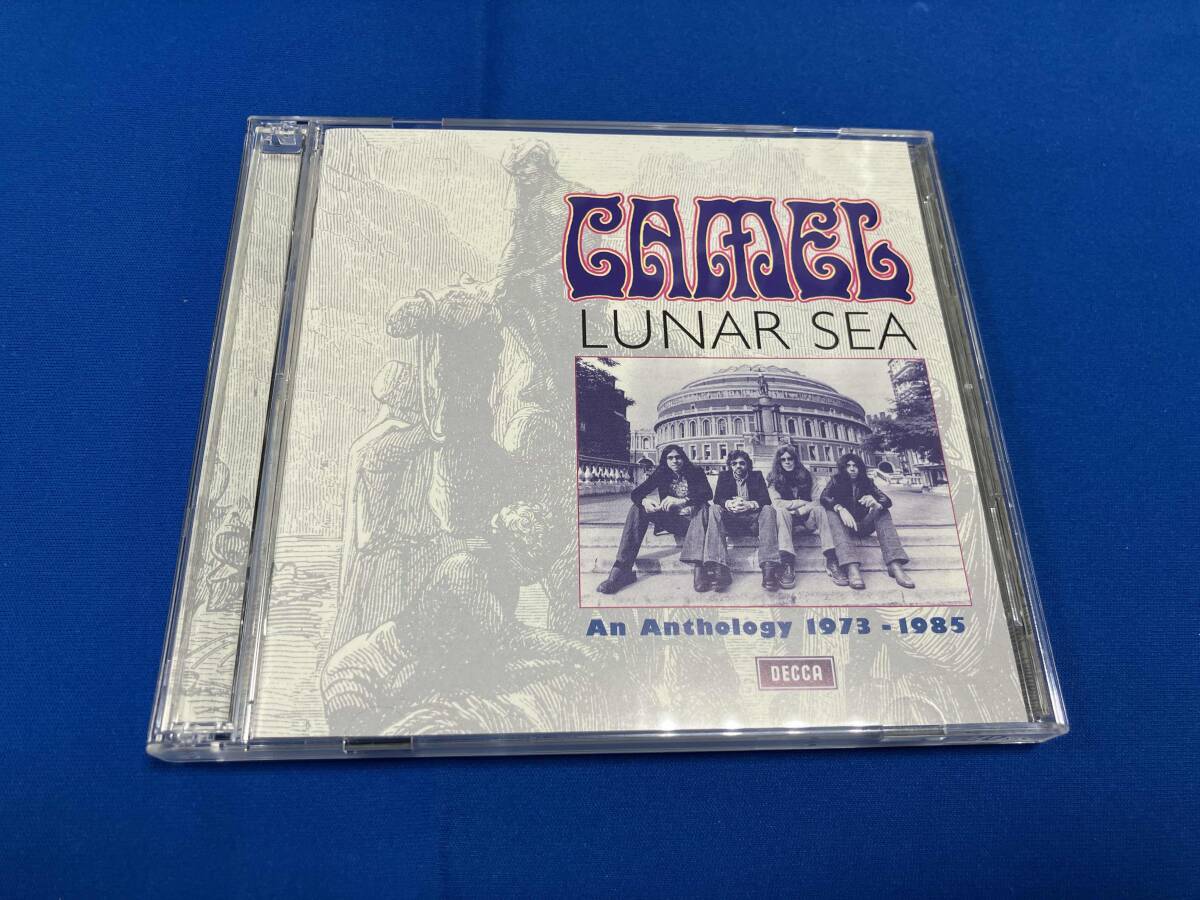 CAMEL
LUNAR SEA
An Anthology 1973 - 1985
DECCA